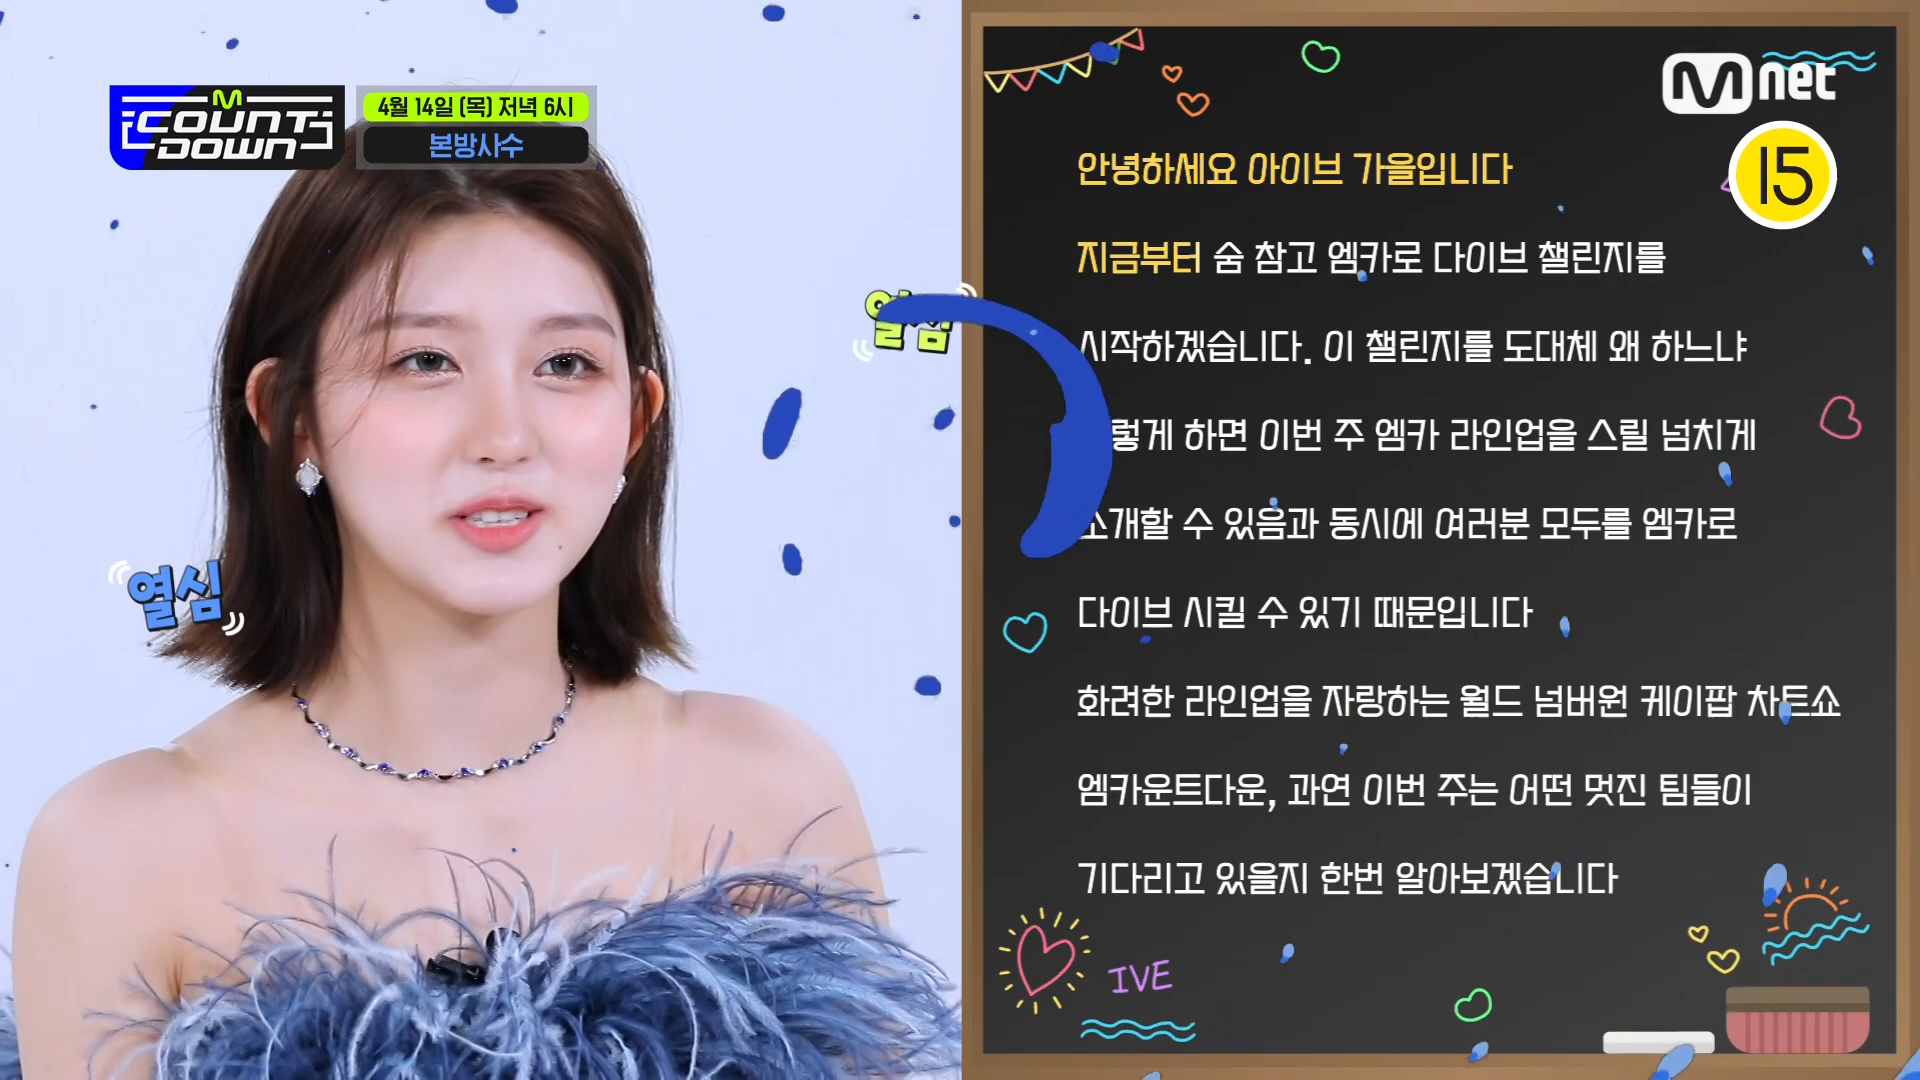 M COUNTDOWN
4월 14일 (목) 저녁 6시
본방사수
Mnet
15
안녕하세요 아이브 가을입니다
지금부터 숨 참고 엠카로 다이브 챌린지를
시작하겠습니다. 이 챌린지를 도대체 왜 하느냐
하면 이번 주 엠카 라인업을 스릴 넘치게
소개할 수 있음과 동시에 여러분 모두를 엠카로
다이브 시킬 수 있기 때문입니다
화려한 라인업을 자랑하는 월드 넘버원 케이팝 차트쇼
엠카운트다운, 과연 이번 주는 어떤 멋진 팀들이
기다리고 있을지 한번 알아보겠습니다
열심
열심
IVE